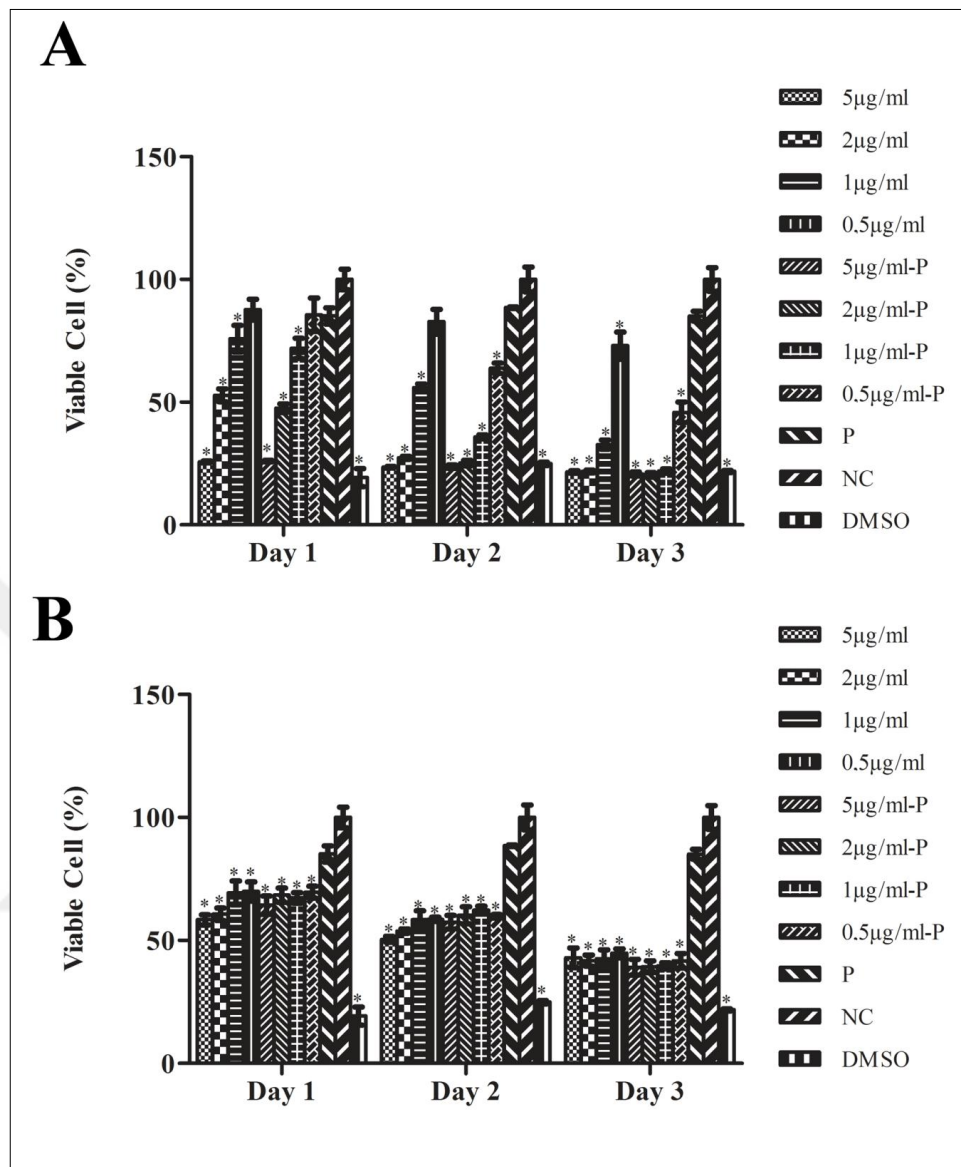 A
5µg/ml
2µg/ml
1µg/ml
0,5µg/ml
5µg/ml-P
2µg/ml-P
1µg/ml-P
0.5µg/ml-P
P
NC
DMSO
Viable Cell (%)
150
100
50
0
* * * * * * *
* * * * * * * *
* * * * * * * * *
Day 1 Day 2 Day 3
B
5µg/ml
2µg/ml
1µg/ml
0,5µg/ml
5µg/ml-P
2µg/ml-P
1µg/ml-P
0.5µg/ml-P
P
NC
DMSO
Viable Cell (%)
150
100
50
0
* * * * * * * * *
* * * * * * * * *
* * * * * * * * *
Day 1 Day 2 Day 3